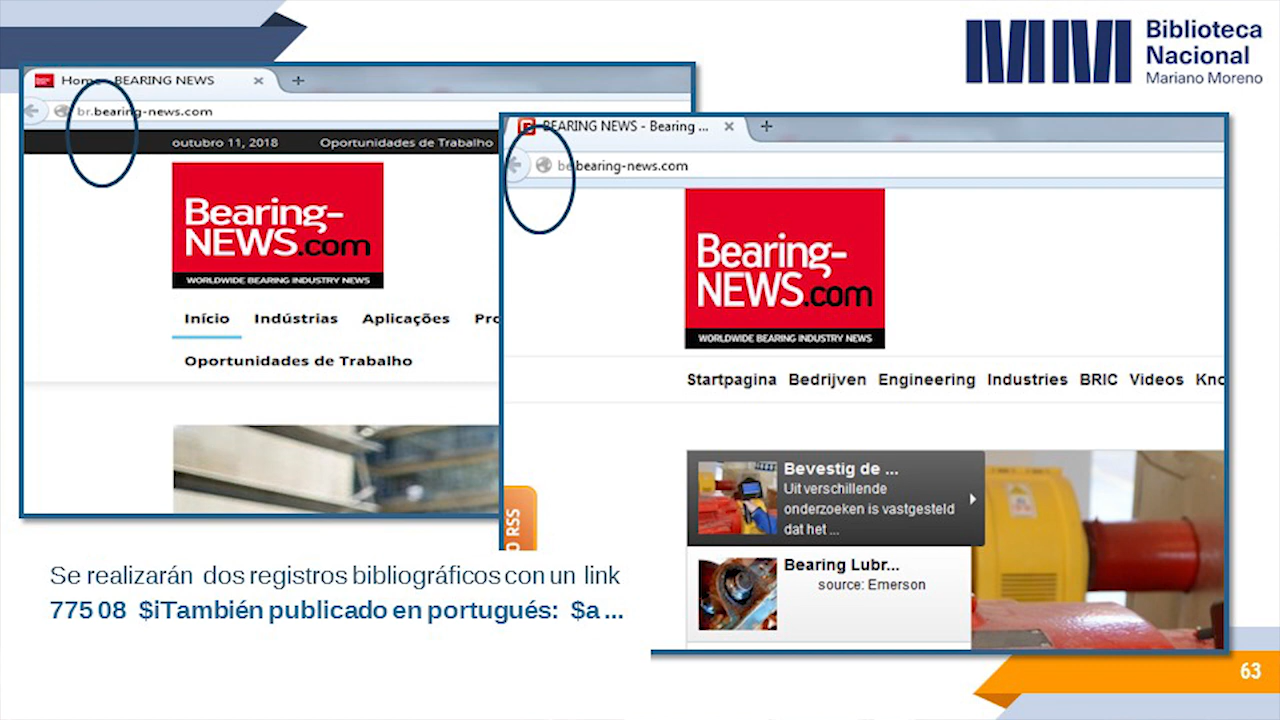 Biblioteca
Nacional
Mariano Moreno
Home - BEARING NEWS
br.bearing-news.com
outubro 11, 2018 Oportunidades de Trabalho
Bearing-
NEWS.com
WORLDWIDE BEARING INDUSTRY NEWS
Início Indústrias Aplicações
Oportunidades de Trabalho
BEARING NEWS - Bearing ...
be.bearing-news.com
Bearing-
NEWS.com
WORLDWIDE BEARING INDUSTRY NEWS
Startpagina Bedrijven Engineering Industries BRIC Videos
Bevestig de ...
Uit verschillende
onderzoeken is vastgesteld
dat het ...
RSS
Bearing Lubr...
source: Emerson
Se realizarán dos registros bibliográficos con un link
775 08 $iTambién publicado en portugués: $a ...
63